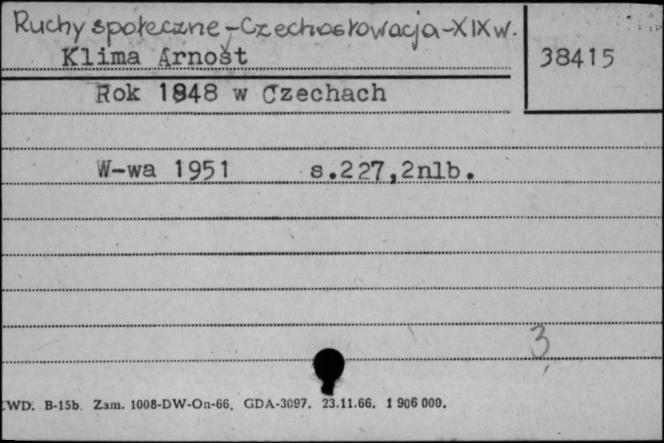 Ruchy społeczne-Czechosłowacja-XIXw.
Klima Arnošt
38415
Rok 1848 w Czechach
W-wa 1951 s.227,2nlb.
3
WD. B-15b. Zam. 1008-DW-On-66. GDA-3097. 23.11.66. 1 906 000.